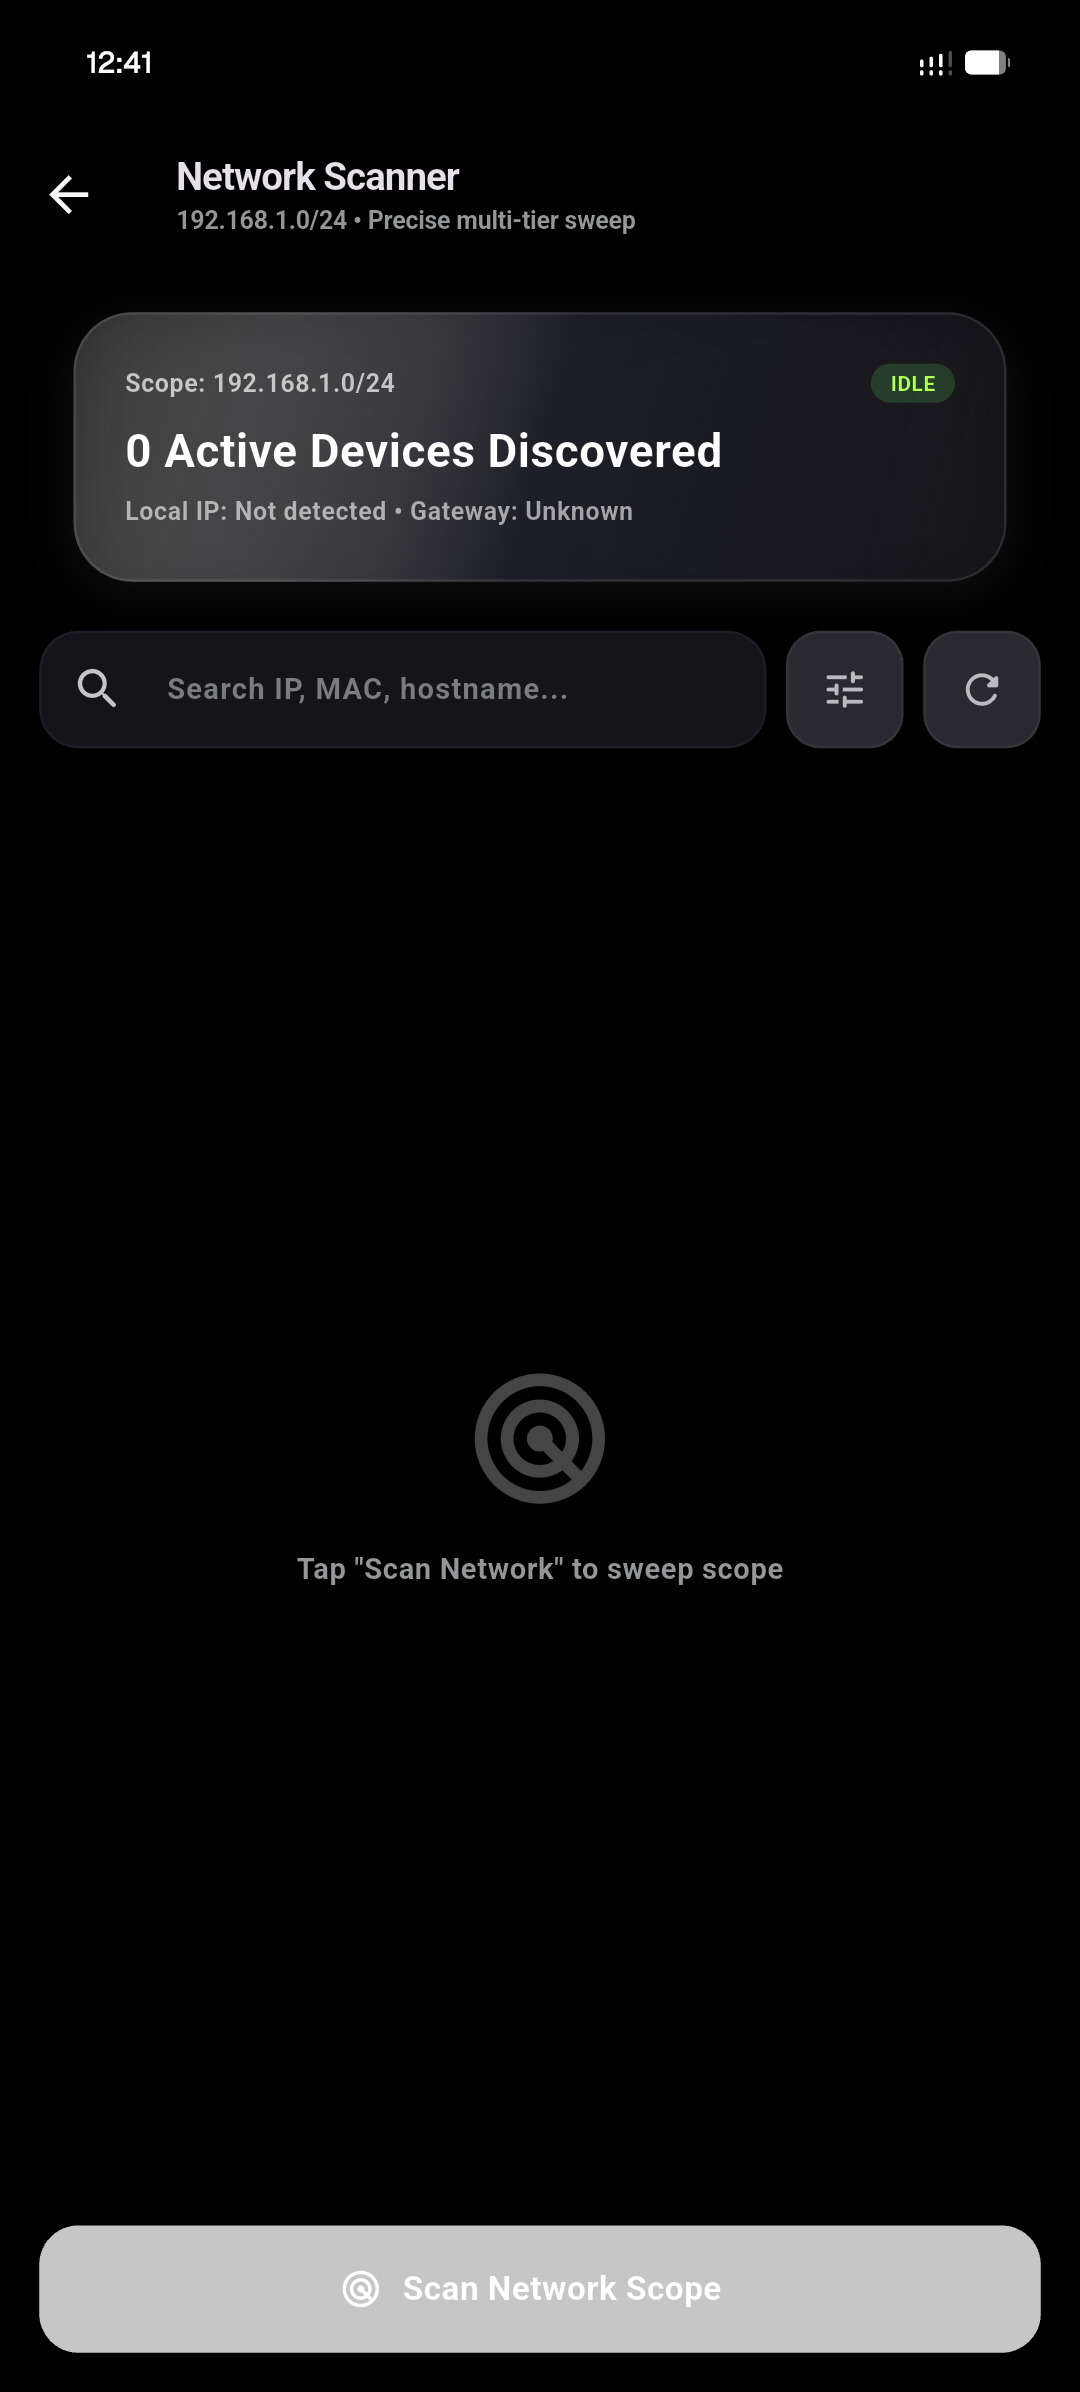 12:41
Network Scanner
192.168.1.0/24 • Precise multi-tier sweep
Scope: 192.168.1.0/24
IDLE
0 Active Devices Discovered
Local IP: Not detected • Gateway: Unknown
Search IP, MAC, hostname...
Tap "Scan Network" to sweep scope
Scan Network Scope